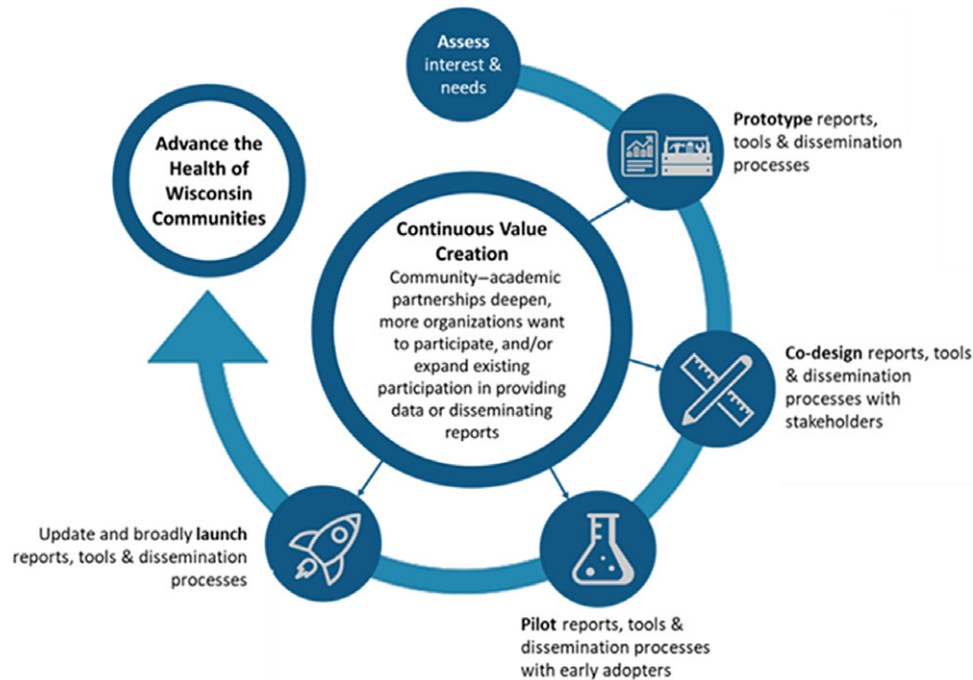 Assess
interest &
needs
Prototype reports,
tools & dissemination
processes
Advance the
Health of
Wisconsin
Communities
Continuous Value
Creation
Community–academic
partnerships deepen,
more organizations want
to participate, and/or
expand existing
participation in providing
data or disseminating
reports
Co-design reports, tools
& dissemination
processes with
stakeholders
Update and broadly launch
reports, tools & dissemination
processes
Pilot reports, tools &
dissemination processes
with early adopters